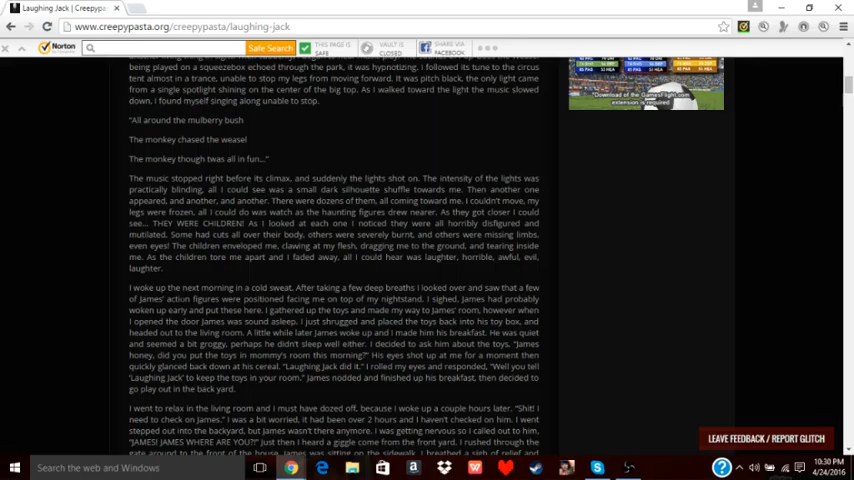 Laughing Jack | Creepypasta
www.creepypasta.org/creepypasta/laughing-jack
Norton
Safe Search
THIS PAGE IS
SAFE
VAULT IS
CLOSED
SHARE VIA
FACEBOOK
being played on a squeezebox echoed through the park, it was hypnotizing. I followed its tune to the circus
tent almost in a trance, unable to stop my legs from moving forward. It was pitch black, the only light came
from a single spotlight shining on the center of the big top. As I walked toward the light the music slowed
down, I found myself singing along unable to stop.
“All around the mulberry bush
The monkey chased the weasel
The monkey though twas all in fun…”
The music stopped right before its climax, and suddenly the lights shot on. The intensity of the lights was
practically blinding, all I could see was a small dark silhouette shuffle towards me. Then another one
appeared, and another, and another. There were dozens of them, all coming toward me. I couldn’t move, my
legs were frozen, all I could do was watch as the haunting figures drew nearer. As they got closer I could
see… THEY WERE CHILDREN! As I looked at each one I noticed they were all horribly disfigured and
mutilated. Some had cuts all over their body, others were severely burnt, and others were missing limbs,
even eyes! The children enveloped me, clawing at my flesh, dragging me to the ground, and tearing inside
me. As the children tore me apart and I faded away, all I could hear was laughter, horrible, awful, evil,
laughter.
I woke up the next morning in a cold sweat. After taking a few deep breaths I looked over and saw that a few
of James’ action figures were positioned facing me on top of my nightstand. I sighed, James had probably
woken up early and put these here. I gathered up the toys and made my way to James’ room, however when
I opened the door James was sound asleep. I just shrugged and placed the toys back into his toy box, and
headed out to the living room. A little while later James woke up and I made him his breakfast. He was quiet
and seemed a bit groggy, perhaps he didn’t sleep well either. I decided to ask him about the toys, “James
honey, did you put the toys in mommy’s room this morning?” His eyes shot up at me for a moment then
quickly glanced back down at his cereal. “Laughing Jack did it.” I rolled my eyes and responded, “Well you tell
‘Laughing Jack’ to keep the toys in your room.” James nodded and finished up his breakfast, then decided to
go play out in the back yard.
I went to relax in the living room and I must have dozed off, because I woke up a couple hours later. “Shit! I
need to check on James.” I was a bit worried, it had been over 2 hours and I haven’t checked on him. I went
stepped out into the backyard, but James wasn’t there anymore. I was getting nervous so I called out to him.
“JAMES! JAMES WHERE ARE YOU?!” Just then I heard a giggle come from the front yard. I rushed through the
gate around to the front of the house, James was sitting on the sidewalk. I breathed a sigh of relief and
"Download of the GamesFlight.com
extension is required
LEAVE FEEDBACK / REPORT GLITCH
Search the web and Windows
10:30 PM
4/24/2016